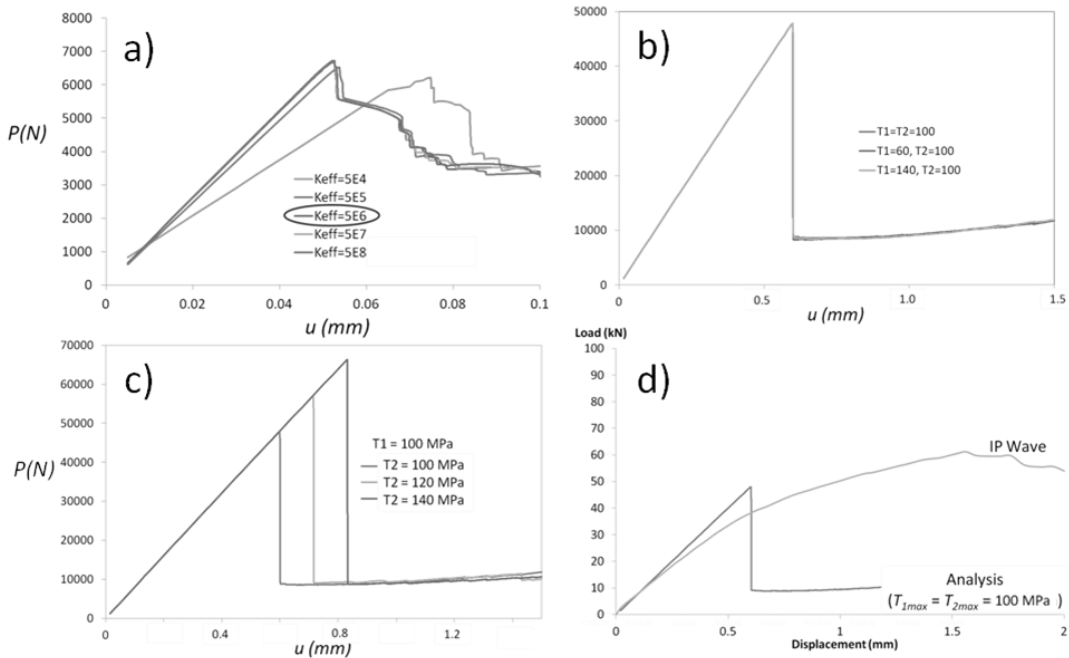 a)
8000
7000
6000
5000
4000
3000
2000
1000
0
P(N)
Keff=5E4
Keff=5E5
Keff=5E6
Keff=5E7
Keff=5E8
0 0.02 0.04 0.06 0.08 0.1
u (mm)
b)
50000
40000
30000
20000
10000
0
T1=T2=100
T1=60, T2=100
T1=140, T2=100
0 0.5 1.0 1.5
u (mm)
c)
70000
60000
50000
40000
30000
20000
10000
0
P(N)
T1 = 100 MPa
T2 = 100 MPa
T2 = 120 MPa
T2 = 140 MPa
0 0.4 0.8 1.2
u (mm)
Load (kN)
d)
100
90
80
70
60
50
40
30
20
10
0
IP Wave
Analysis
(T1max = T2max = 100 MPa )
0 0.5 1 1.5 2
Displacement (mm)